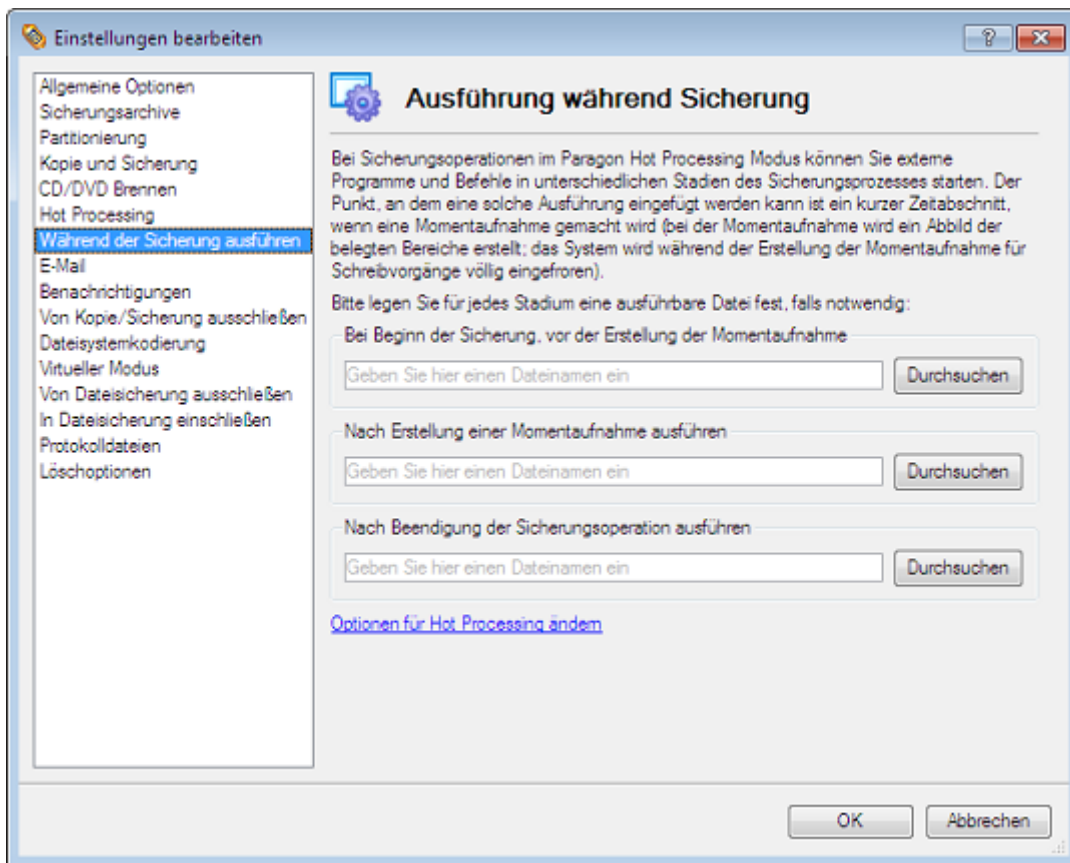 Einstellungen bearbeiten
Allgemeine Optionen
Sicherungsarchive
Partitionierung
Kopie und Sicherung
CD/DVD Brennen
Hot Processing
Während der Sicherung ausführen
E-Mail
Benachrichtigungen
Von Kopie/Sicherung ausschließen
Dateisystemkodierung
Virtueller Modus
Von Dateisicherung ausschließen
In Dateisicherung einschließen
Protokolldateien
Löschoptionen
Ausführung während Sicherung
Bei Sicherungsoperationen im Paragon Hot Processing Modus können Sie externe
Programme und Befehle in unterschiedlichen Stadien des Sicherungsprozesses starten. Der
Punkt, an dem eine solche Ausführung eingefügt werden kann ist ein kurzer Zeitabschnitt,
wenn eine Momentaufnahme gemacht wird (bei der Momentaufnahme wird ein Abbild der
belegten Bereiche erstellt; das System wird während der Erstellung der Momentaufnahme für
Schreibvorgänge völlig eingefroren).
Bitte legen Sie für jedes Stadium eine ausführbare Datei fest, falls notwendig:
Bei Beginn der Sicherung, vor der Erstellung der Momentaufnahme
Geben Sie hier einen Dateinamen ein
Durchsuchen
Nach Erstellung einer Momentaufnahme ausführen
Geben Sie hier einen Dateinamen ein
Durchsuchen
Nach Beendigung der Sicherungsoperation ausführen
Geben Sie hier einen Dateinamen ein
Durchsuchen
Optionen für Hot Processing ändern
OK
Abbrechen